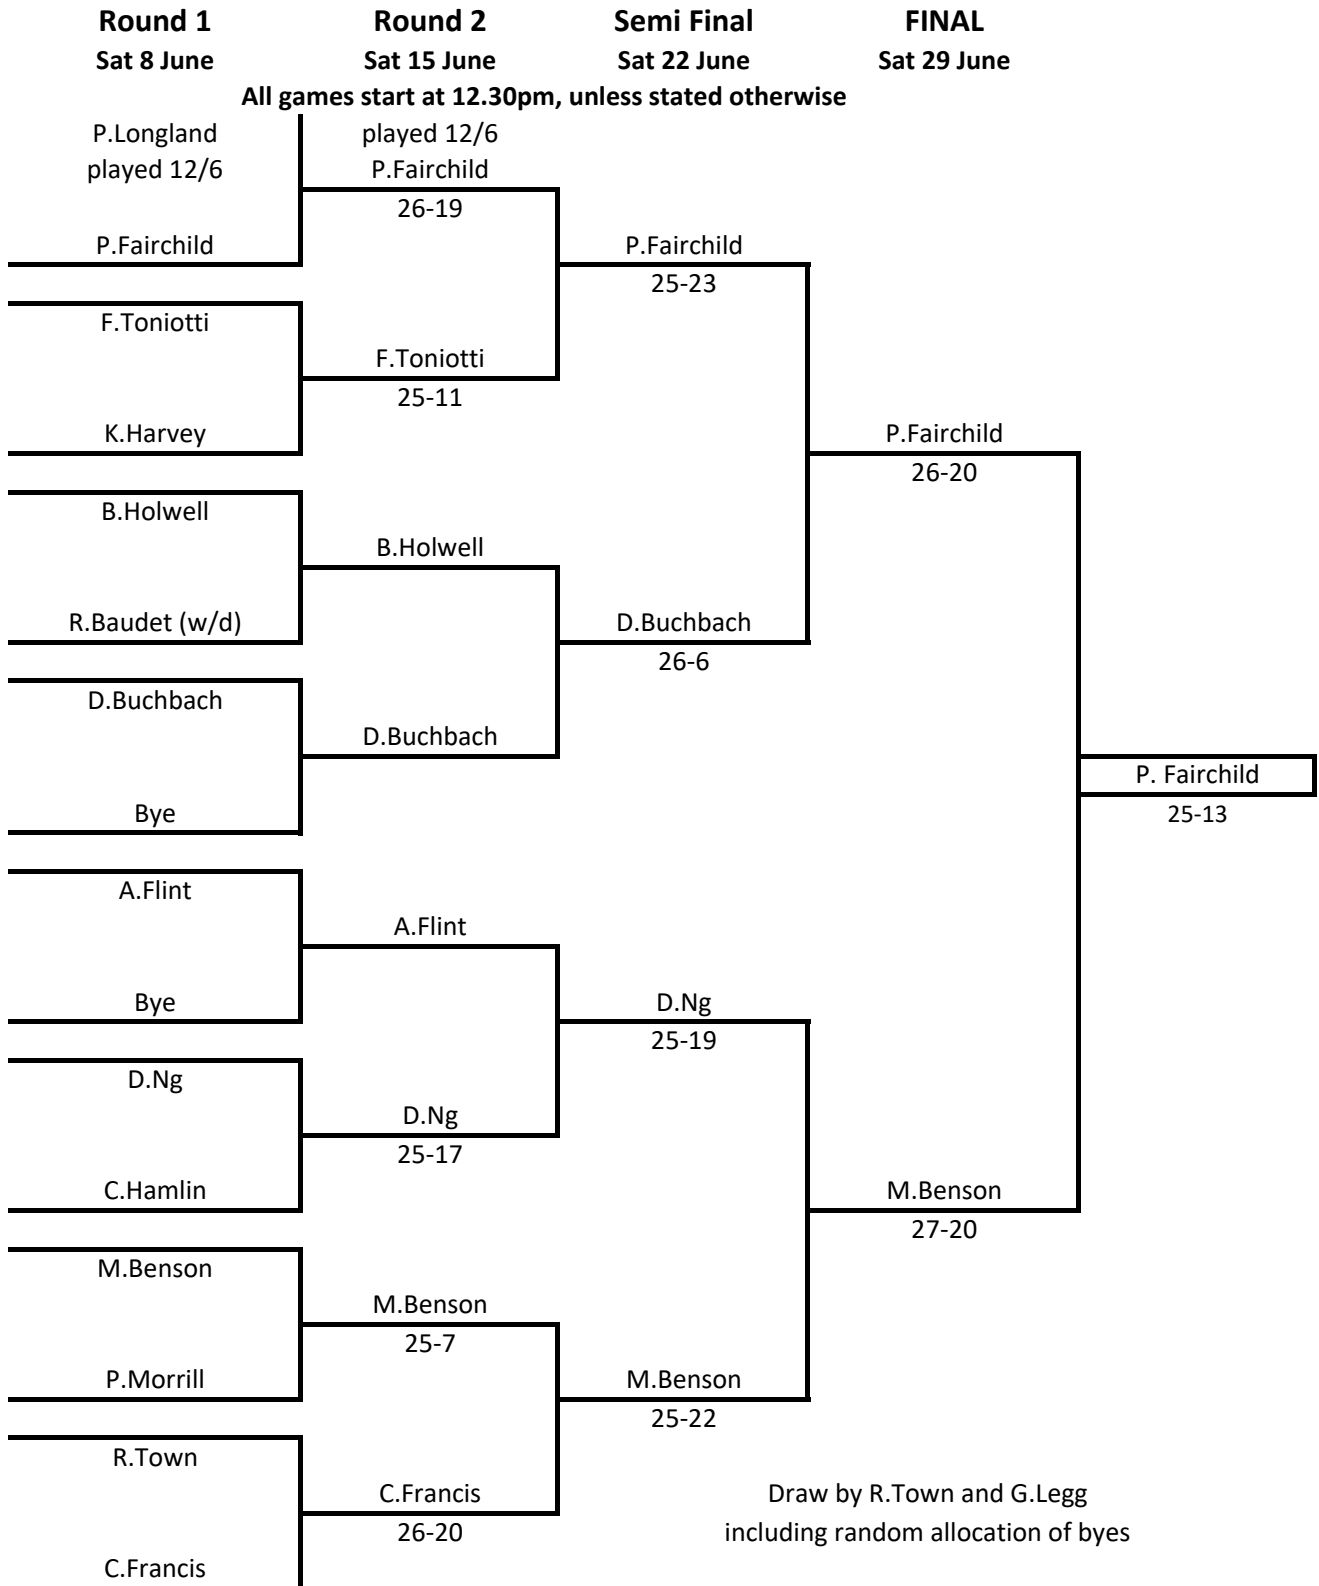 Round 1 Round 2 Semi Final FINAL
Sat 8 June Sat 15 June Sat 22 June Sat 29 June
All games start at 12.30pm, unless stated otherwise
P.Longland played 12/6
played 12/6 P.Fairchild
26-19
P.Fairchild P.Fairchild
25-23
F.Toniotti
F.Toniotti
25-11
K.Harvey P.Fairchild
26-20
B.Holwell
B.Holwell
R.Baudet (w/d) D.Buchbach
26-6
D.Buchbach
D.Buchbach
P. Fairchild
Bye 25-13
A.Flint
A.Flint
Bye D.Ng
25-19
D.Ng
D.Ng
25-17
C.Hamlin M.Benson
27-20
M.Benson
M.Benson
25-7
P.Morrill M.Benson
25-22
R.Town
C.Francis Draw by R.Town and G.Legg
26-20 including random allocation of byes
C.Francis